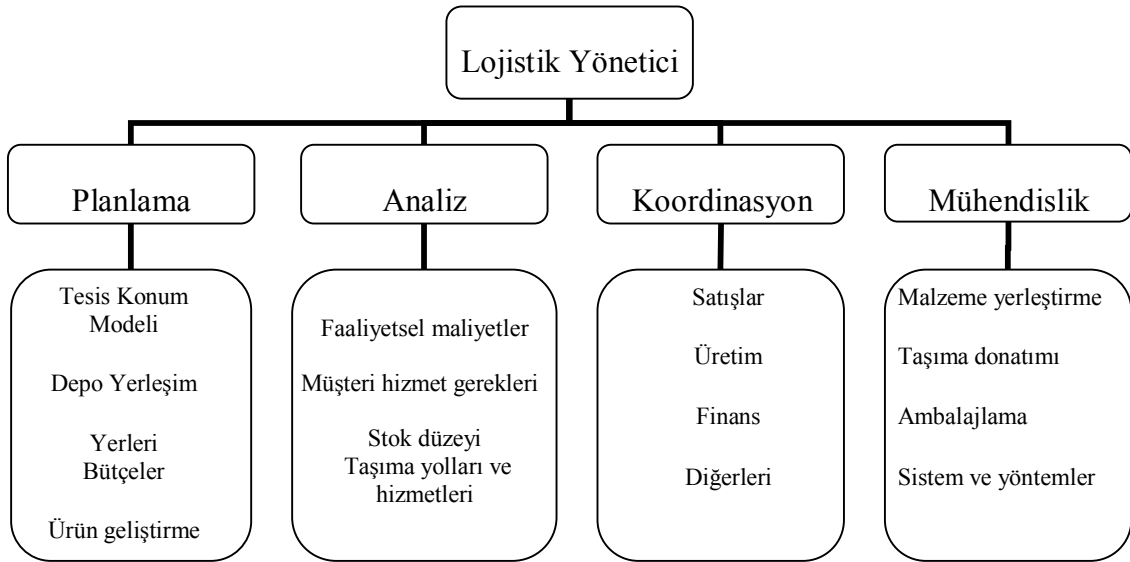 Lojistik Yönetici
Planlama
Analiz
Koordinasyon
Mühendislik
Tesis Konum
Modeli
Depo Yerleşim
Yerleri
Bütçeler
Ürün geliştirme
Faaliyetsel maliyetler
Müşteri hizmet gerekleri
Stok düzeyi
Taşıma yolları ve
hizmetleri
Satışlar
Üretim
Finans
Diğerleri
Malzeme yerleştirme
Taşıma donatımı
Ambalajlama
Sistem ve yöntemler